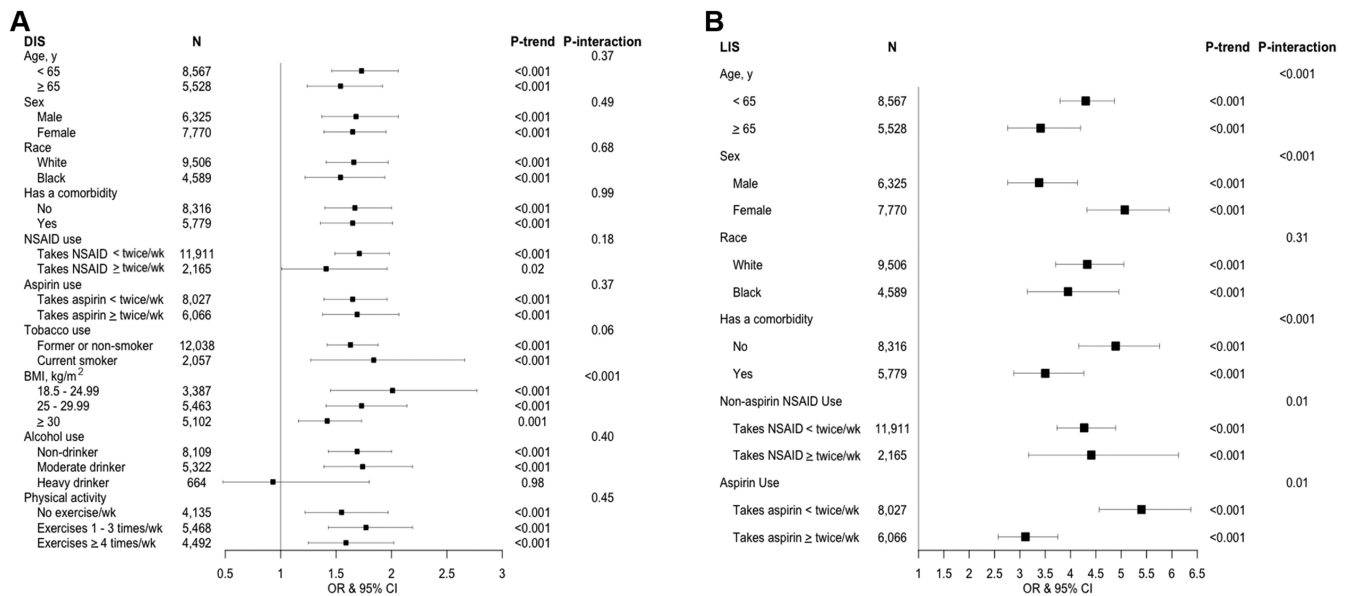 A
DIS N P-trend P-interaction
Age, y 0.37
< 65 8,567 <0.001
≥ 65 5,528 <0.001
Sex 0.49
Male 6,325 <0.001
Female 7,770 <0.001
Race 0.68
White 9,506 <0.001
Black 4,589 <0.001
Has a comorbidity 0.99
No 8,316 <0.001
Yes 5,779 <0.001
NSAID use 0.18
Takes NSAID < twice/wk 11,911 <0.001
Takes NSAID ≥ twice/wk 2,165 0.02
Aspirin use 0.37
Takes aspirin < twice/wk 8,027 <0.001
Takes aspirin ≥ twice/wk 6,066 <0.001
Tobacco use 0.06
Former or non-smoker 12,038 <0.001
Current smoker 2,057 <0.001
BMI, kg/m² <0.001
18.5 - 24.99 3,387 <0.001
25 - 29.99 5,463 <0.001
≥ 30 5,102 0.001
Alcohol use 0.40
Non-drinker 8,109 <0.001
Moderate drinker 5,322 <0.001
Heavy drinker 664 0.98
Physical activity 0.45
No exercise/wk 4,135 <0.001
Exercises 1 - 3 times/wk 5,468 <0.001
Exercises ≥ 4 times/wk 4,492 <0.001
0.5 1 1.5 2 2.5 3
OR & 95% CI
B
LIS N P-trend P-interaction
Age, y <0.001
< 65 8,567 <0.001
≥ 65 5,528 <0.001
Sex <0.001
Male 6,325 <0.001
Female 7,770 <0.001
Race 0.31
White 9,506 <0.001
Black 4,589 <0.001
Has a comorbidity <0.001
No 8,316 <0.001
Yes 5,779 <0.001
Non-aspirin NSAID Use 0.01
Takes NSAID < twice/wk 11,911 <0.001
Takes NSAID ≥ twice/wk 2,165 <0.001
Aspirin Use 0.01
Takes aspirin < twice/wk 8,027 <0.001
Takes aspirin ≥ twice/wk 6,066 <0.001
1 1.5 2 2.5 3 3.5 4 4.5 5 5.5 6 6.5
OR & 95% CI